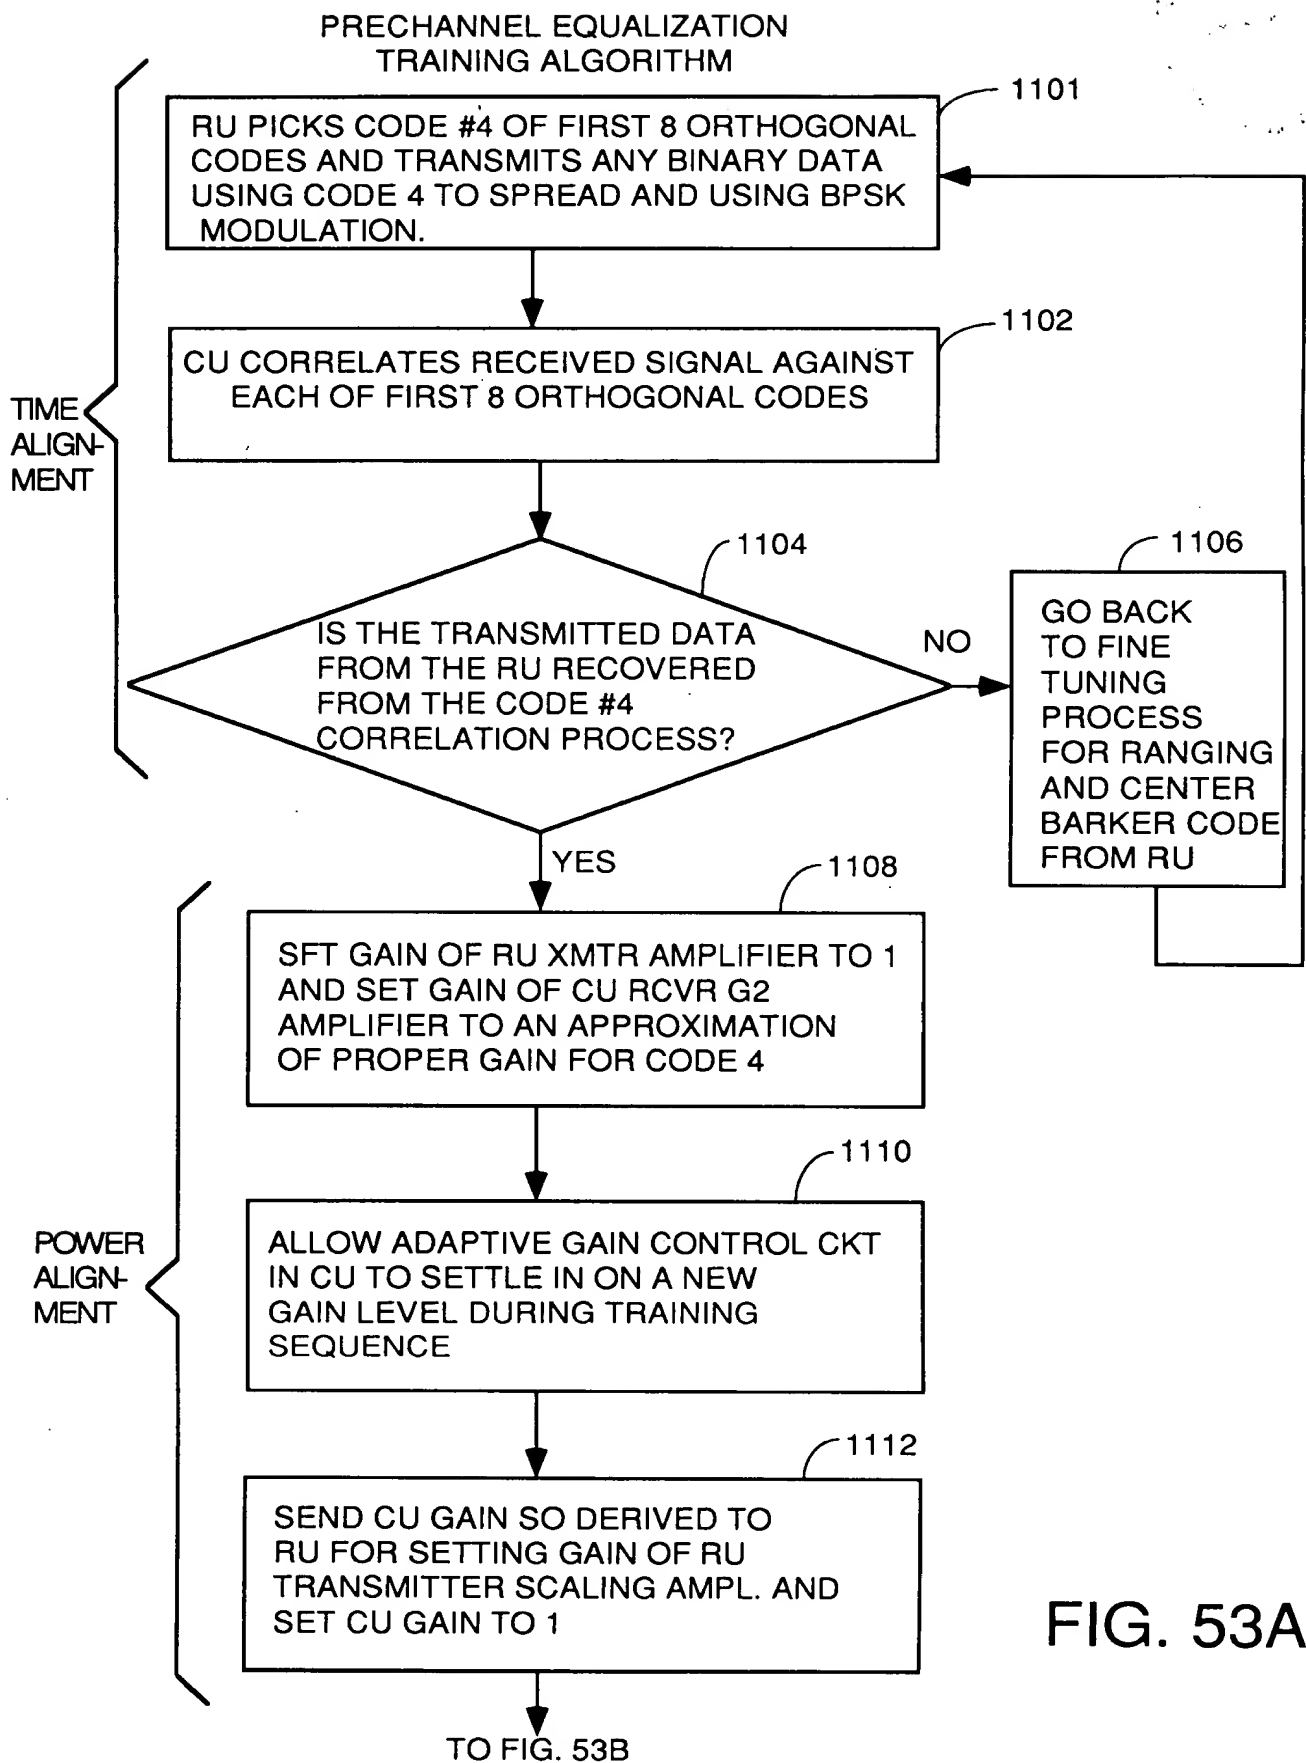 PRECHANNEL EQUALIZATION
TRAINING ALGORITHM
1101
RU PICKS CODE #4 OF FIRST 8 ORTHOGONAL
CODES AND TRANSMITS ANY BINARY DATA
USING CODE 4 TO SPREAD AND USING BPSK
MODULATION.
1102
CU CORRELATES RECEIVED SIGNAL AGAINST
EACH OF FIRST 8 ORTHOGONAL CODES
TIME
ALIGN-
MENT
1104
IS THE TRANSMITTED DATA
FROM THE RU RECOVERED
FROM THE CODE #4
CORRELATION PROCESS?
NO
1106
GO BACK
TO FINE
TUNING
PROCESS
FOR RANGING
AND CENTER
BARKER CODE
FROM RU
YES
1108
SFT GAIN OF RU XMTR AMPLIFIER TO 1
AND SET GAIN OF CU RCVR G2
AMPLIFIER TO AN APPROXIMATION
OF PROPER GAIN FOR CODE 4
1110
ALLOW ADAPTIVE GAIN CONTROL CKT
IN CU TO SETTLE IN ON A NEW
GAIN LEVEL DURING TRAINING
SEQUENCE
POWER
ALIGN-
MENT
1112
SEND CU GAIN SO DERIVED TO
RU FOR SETTING GAIN OF RU
TRANSMITTER SCALING AMPL. AND
SET CU GAIN TO 1
FIG. 53A
TO FIG. 53B